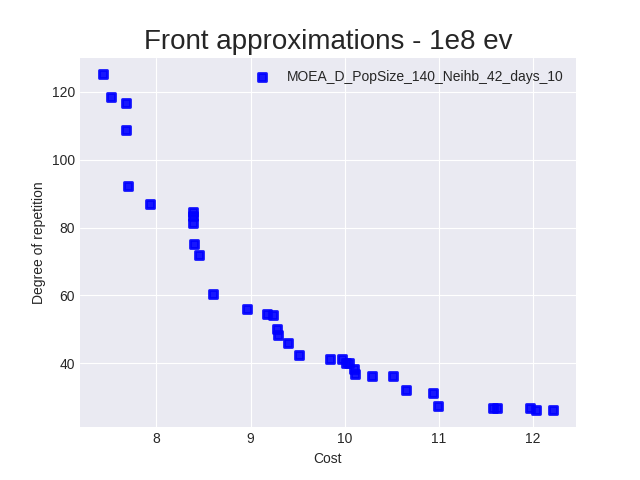 Front approximations - 1e8 ev
MOEA_D_PopSize_140_Neihb_42_days_10
120
100
80
60
40
Degree of repetition
8 9 10 11 12
Cost